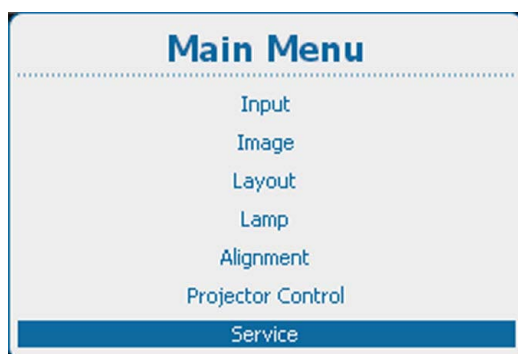 Main Menu
Input
Image
Layout
Lamp
Alignment
Projector Control
Service